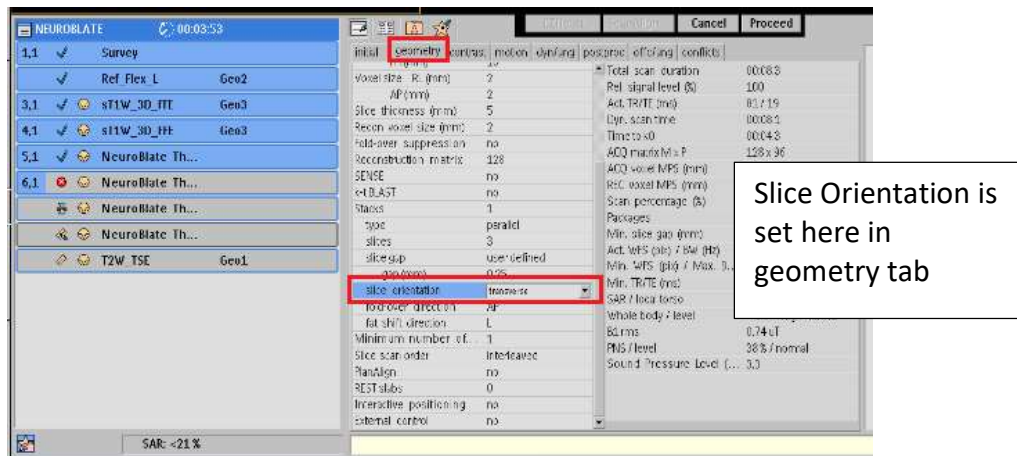 NEUROBLATE 00:03:53
1,1 Survey
Ref_Flex_L Geo2
3,1 sT1W_3D_FFE Geo3
4,1 sT1W_3D_FFE Geo3
5,1 NeuroBlate Th...
6,1 NeuroBlate Th...
NeuroBlate Th...
NeuroBlate Th...
T2W_TSE Geo1
SAR: <21 %
Cancel Proceed
initial geometry contrast motion dyn/ang postproc offc/ang conflicts
Voxel size RL (mm) 2
AP (mm) 2
Slice thickness (mm) 5
Recon voxel size (mm) 2
Fold-over suppression no
Reconstruction matrix 128
SENSE no
k-t BLAST no
Stacks 1
type parallel
slices 3
slice gap user defined
gap (mm) 0.25
slice orientation transverse
fold-over direction AP
fat shift direction L
Minimum number of... 1
Slice scan order interleaved
PlanAlign no
REST slabs 0
Interactive positioning no
External control no
Total scan duration 00:08.3
Rel. signal level (%) 100
Act. TR/TE (ms) 81 / 19
Dyn. scan time 00:08.1
Time to k0 00:04.3
ACQ matrix M x P 128 x 96
ACQ voxel MPS (mm)
REC voxel MPS (mm)
Scan percentage (%)
Packages
Min. slice gap (mm)
Act. WFS (pix) / BW (Hz)
Min. WFS (pix) / Max. B...
Min. TR/TE (ms)
SAR / local torso
Whole body / level
B1 rms 0.74 uT
PNS / level 38 % / normal
Sound Pressure Level (... 3.3
Slice Orientation is
set here in
geometry tab